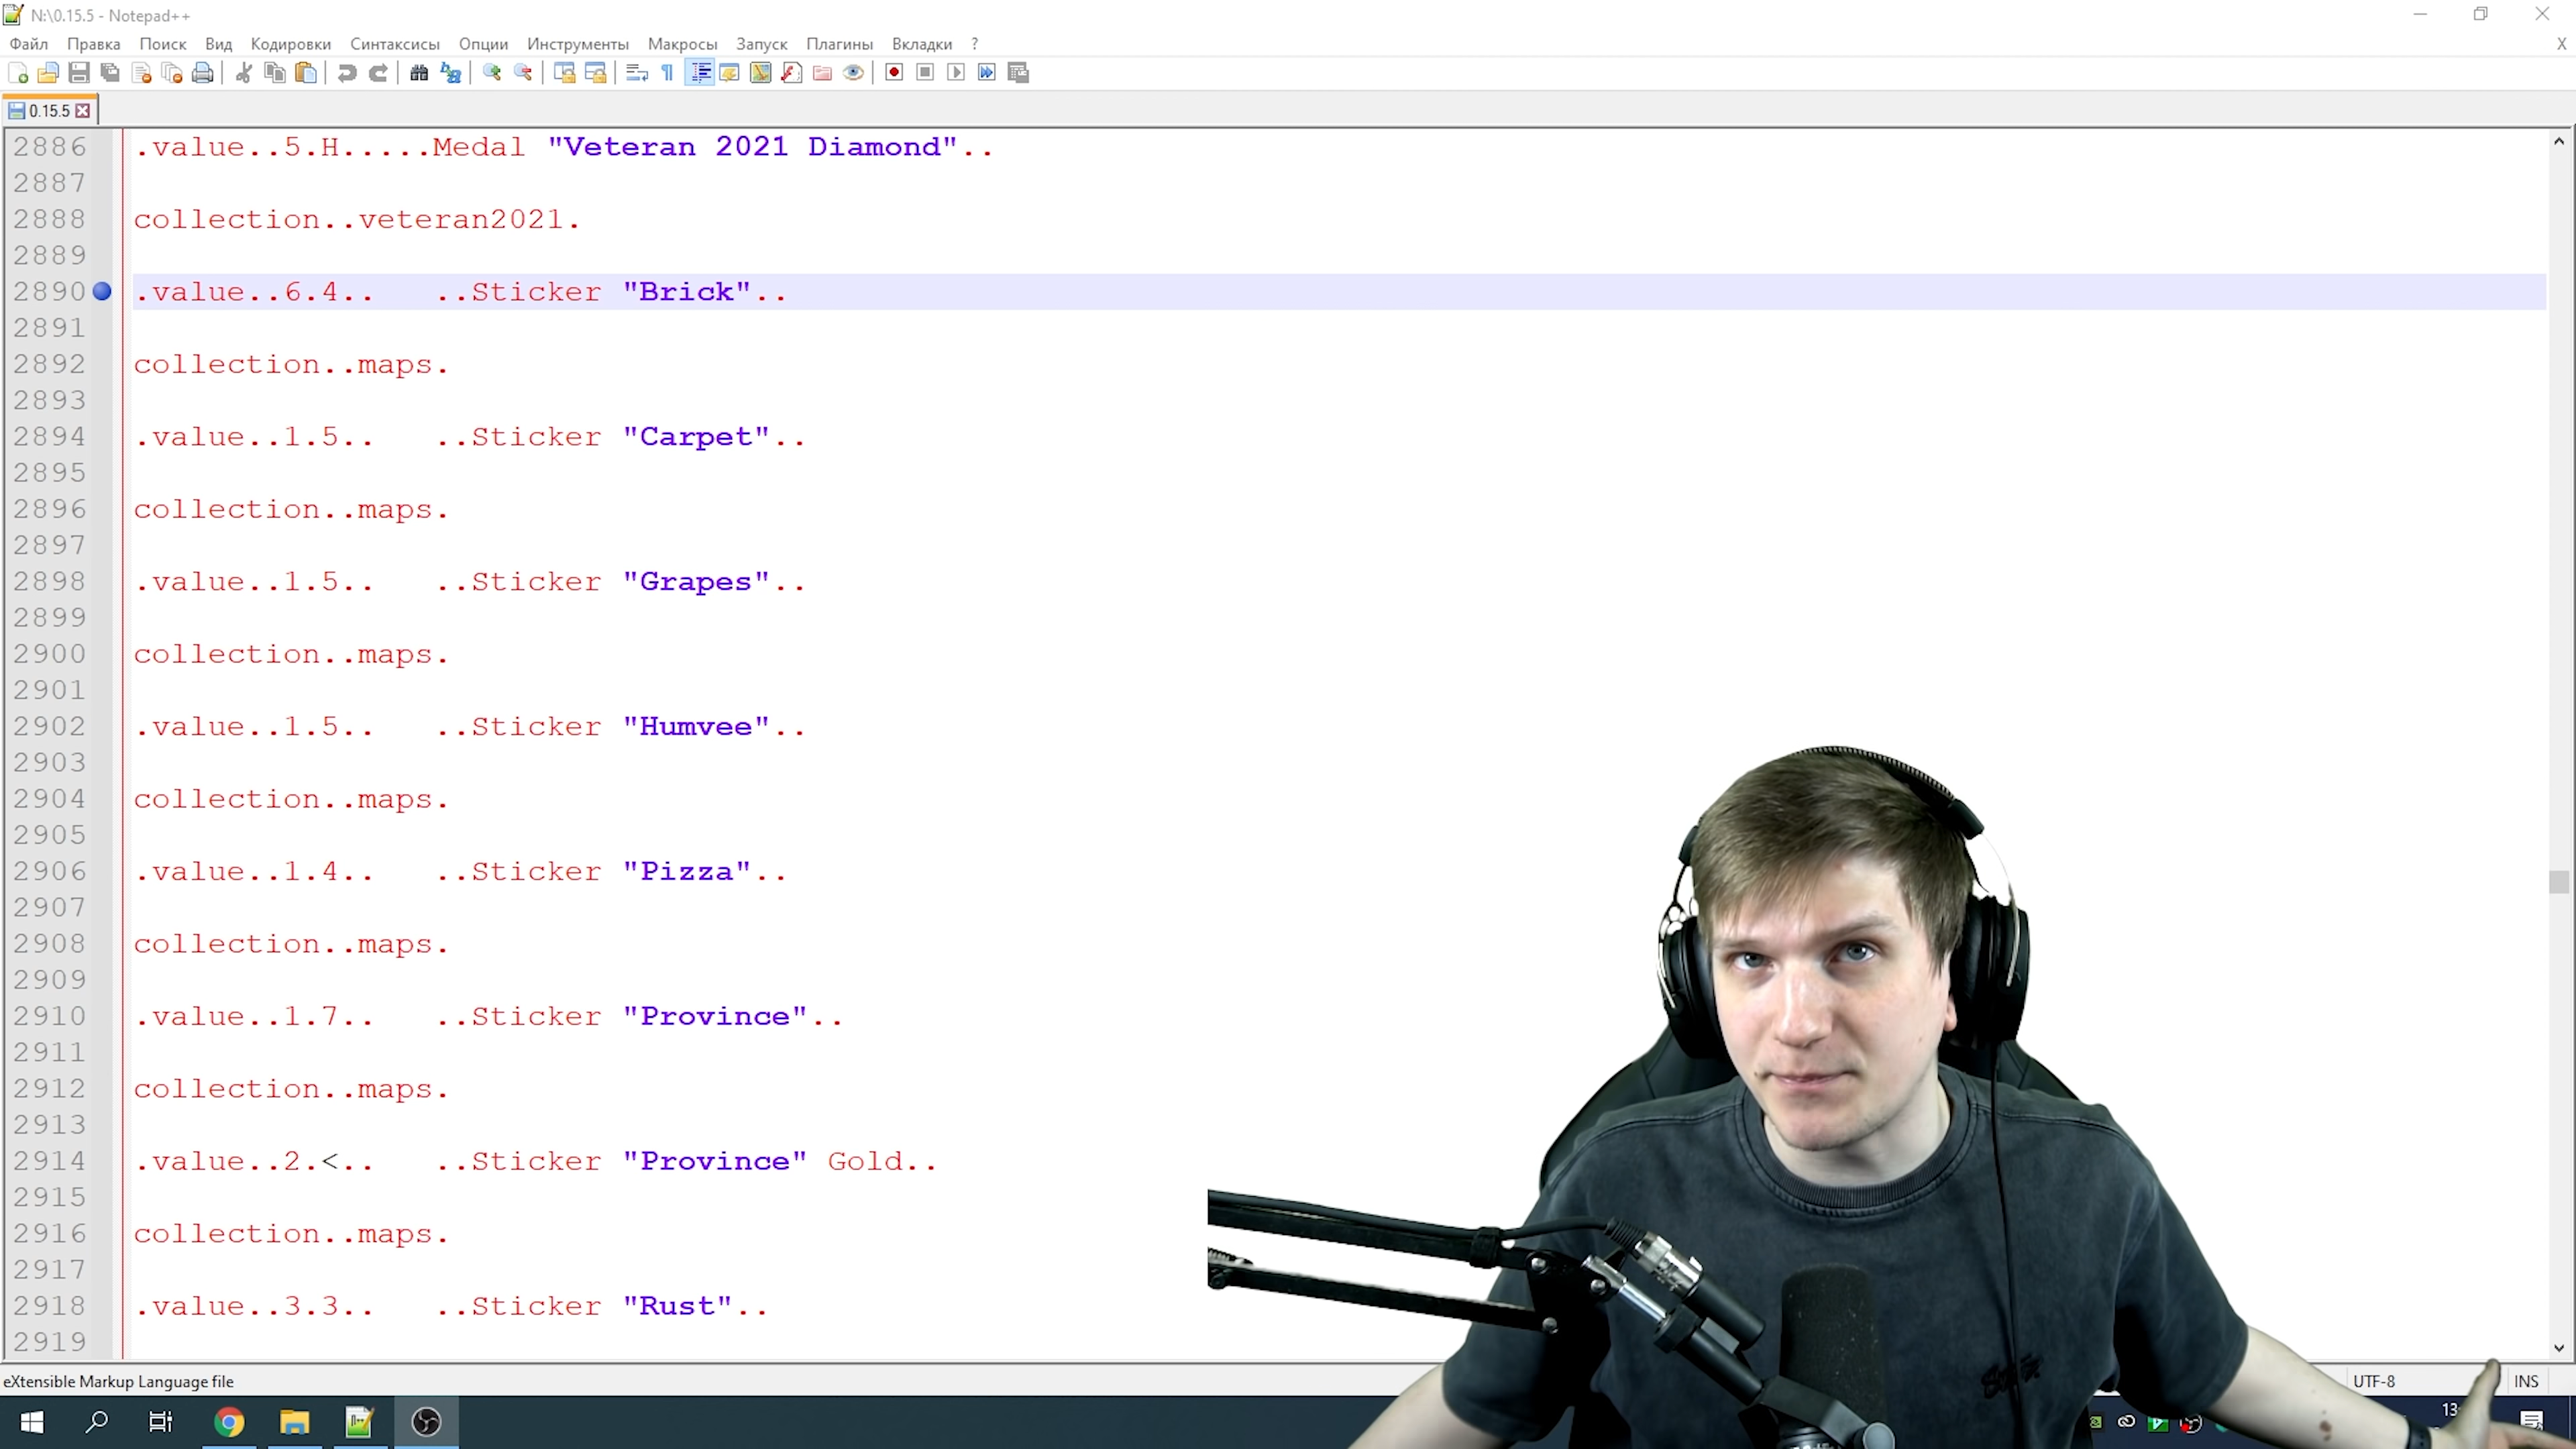 N:\0.15.5 - Notepad++
Файл Правка Поиск Вид Кодировки Синтаксисы Опции Инструменты Макросы Запуск Плагины Вкладки ? X
0.15.5
2886 .value..5.H.....Medal "Veteran 2021 Diamond"..
2887
2888 collection..veteran2021.
2889
2890 .value..6.4.. ..Sticker "Brick"..
2891
2892 collection..maps.
2893
2894 .value..1.5.. ..Sticker "Carpet"..
2895
2896 collection..maps.
2897
2898 .value..1.5.. ..Sticker "Grapes"..
2899
2900 collection..maps.
2901
2902 .value..1.5.. ..Sticker "Humvee"..
2903
2904 collection..maps.
2905
2906 .value..1.4.. ..Sticker "Pizza"..
2907
2908 collection..maps.
2909
2910 .value..1.7.. ..Sticker "Province"..
2911
2912 collection..maps.
2913
2914 .value..2.<.. ..Sticker "Province" Gold..
2915
2916 collection..maps.
2917
2918 .value..3.3.. ..Sticker "Rust"..
2919
eXtensible Markup Language file UTF-8 INS